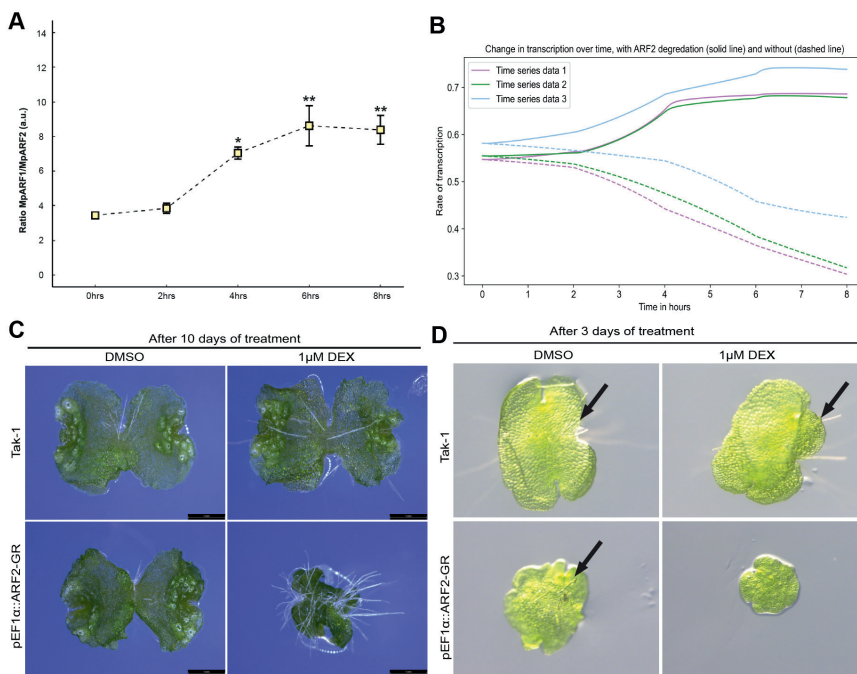 A
Ratio MpARF1/MpARF2 (a.u.)
14
12
10
8
6
4
2
0
*
**
**
0hrs
2hrs
4hrs
6hrs
8hrs
B
Change in transcription over time, with ARF2 degredation (solid line) and without (dashed line)
Time series data 1
Time series data 2
Time series data 3
Rate of transcription
0.7
0.6
0.5
0.4
0.3
0
1
2
3
4
5
6
7
8
Time in hours
C
After 10 days of treatment
DMSO
1µM DEX
Tak-1
pEF1α::ARF2-GR
D
After 3 days of treatment
DMSO
1µM DEX
Tak-1
pEF1α::ARF2-GR